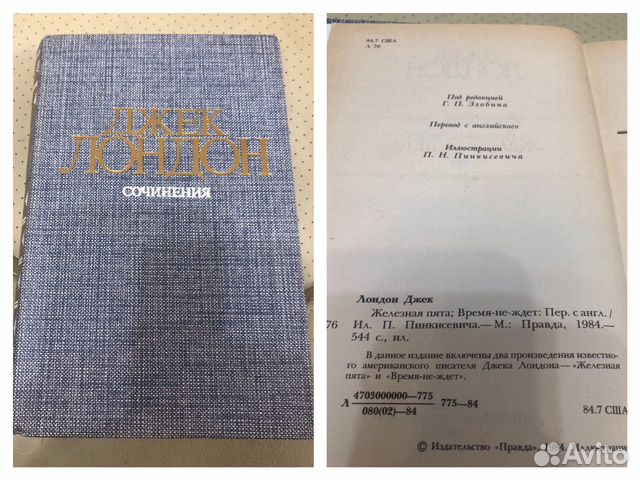 ДЖЕК
ЛОНДОН
СОЧИНЕНИЯ
84.7 США
Л 76
Под редакцией
Г. П. Злобина
Перевод с английского
Иллюстрации
П. Н. Пинкисевича
Лондон Джек
Железная пята; Время-не-ждет: Пер. с англ./
76 Ил. П. Пинкисевича.— М.: Правда, 1984.—
544 с., ил.
В данное издание включены два произведения известно-
го американского писателя Джека Лондона — «Железная
пята» и «Время-не-ждет».
Л 4703000000—775 775—84
080(02)—84
84.7 США
© Издательство «Правда», 1984. Иллюстрации
Avito